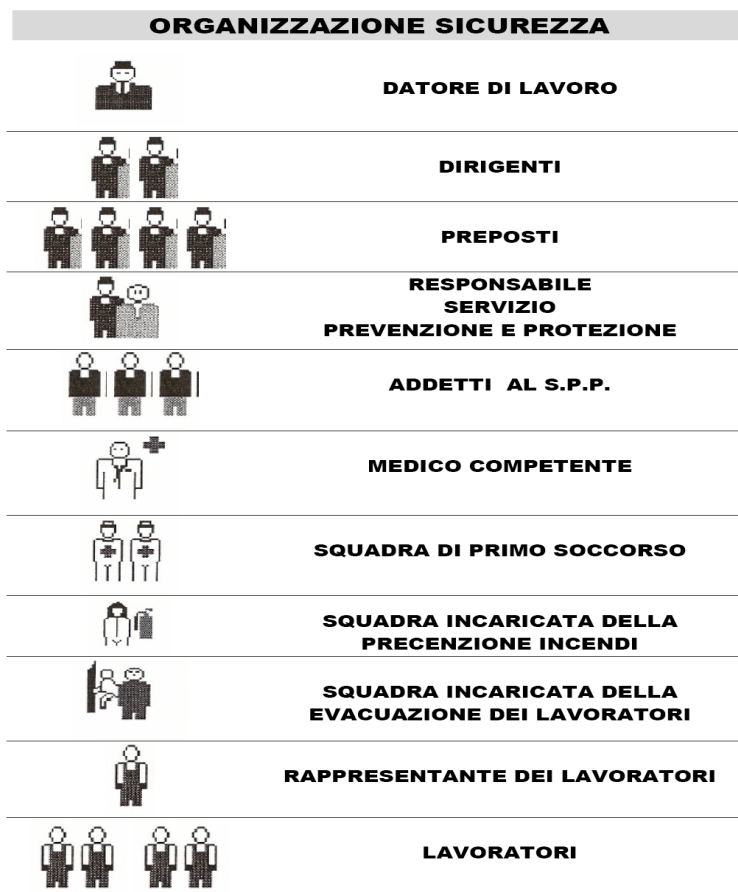 ORGANIZZAZIONE SICUREZZA
DATORE DI LAVORO
DIRIGENTI
PREPOSTI
RESPONSABILE
SERVIZIO
PREVENZIONE E PROTEZIONE
ADDETTI AL S.P.P.
MEDICO COMPETENTE
SQUADRA DI PRIMO SOCCORSO
SQUADRA INCARICATA DELLA
PRECENZIONE INCENDI
SQUADRA INCARICATA DELLA
EVACUAZIONE DEI LAVORATORI
RAPPRESENTANTE DEI LAVORATORI
LAVORATORI